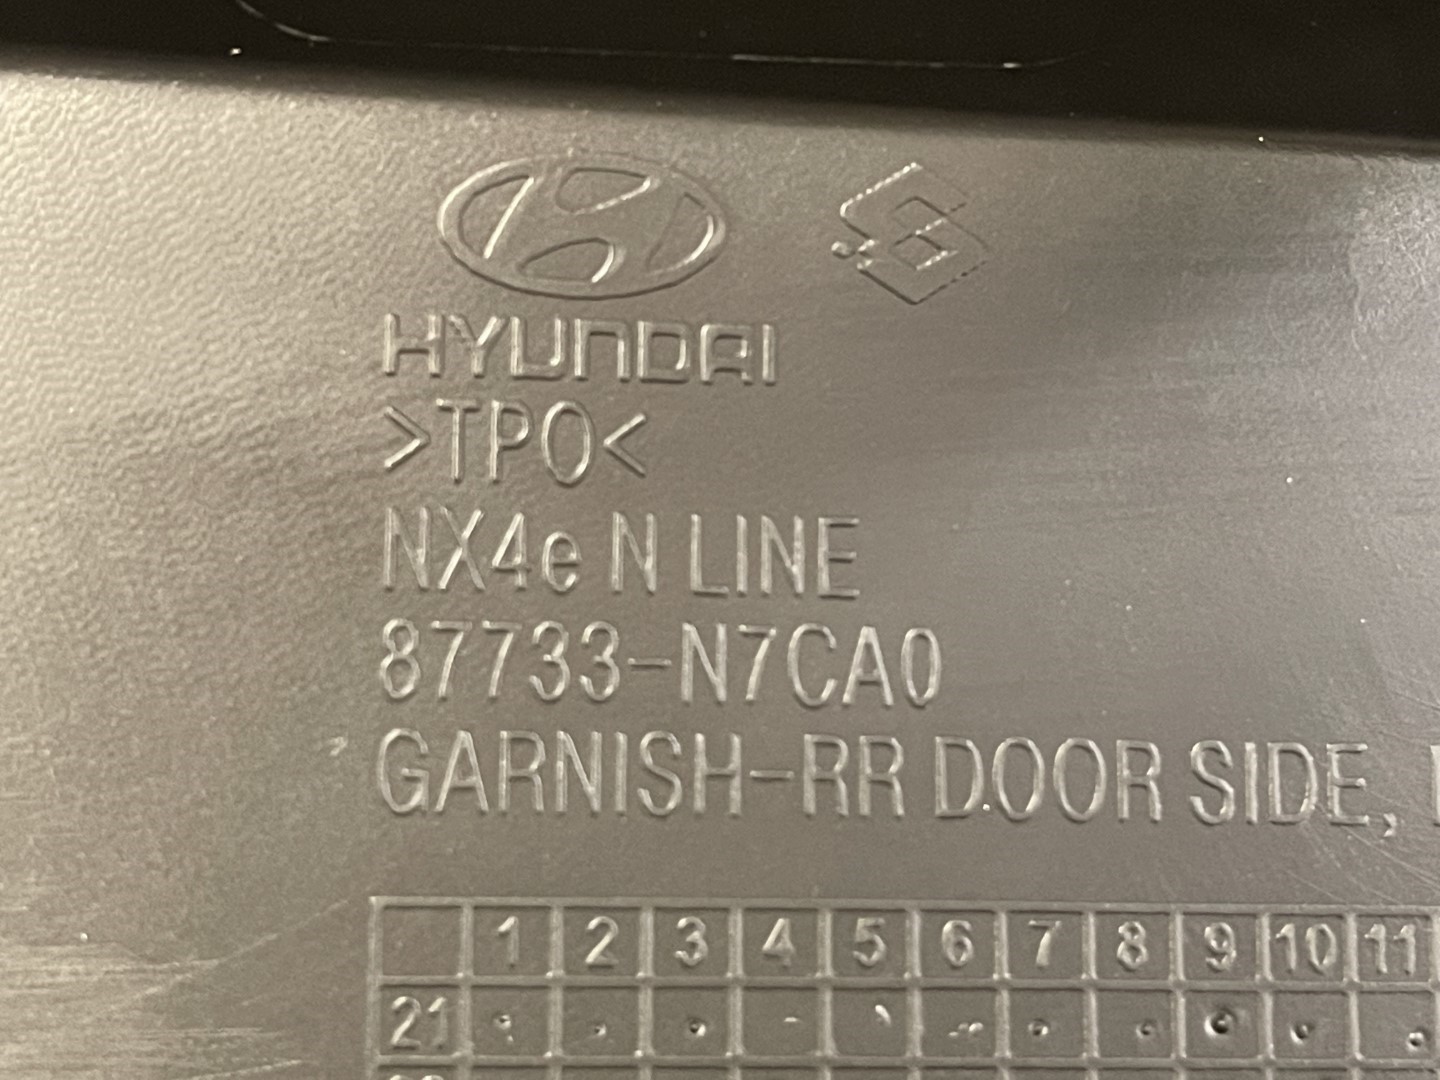 HYUNDAI
>TPO<
NX4e N LINE
87733-N7CA0
GARNISH-RR DOOR SIDE,
1 2 3 4 5 6 7 8 9 10 11
21